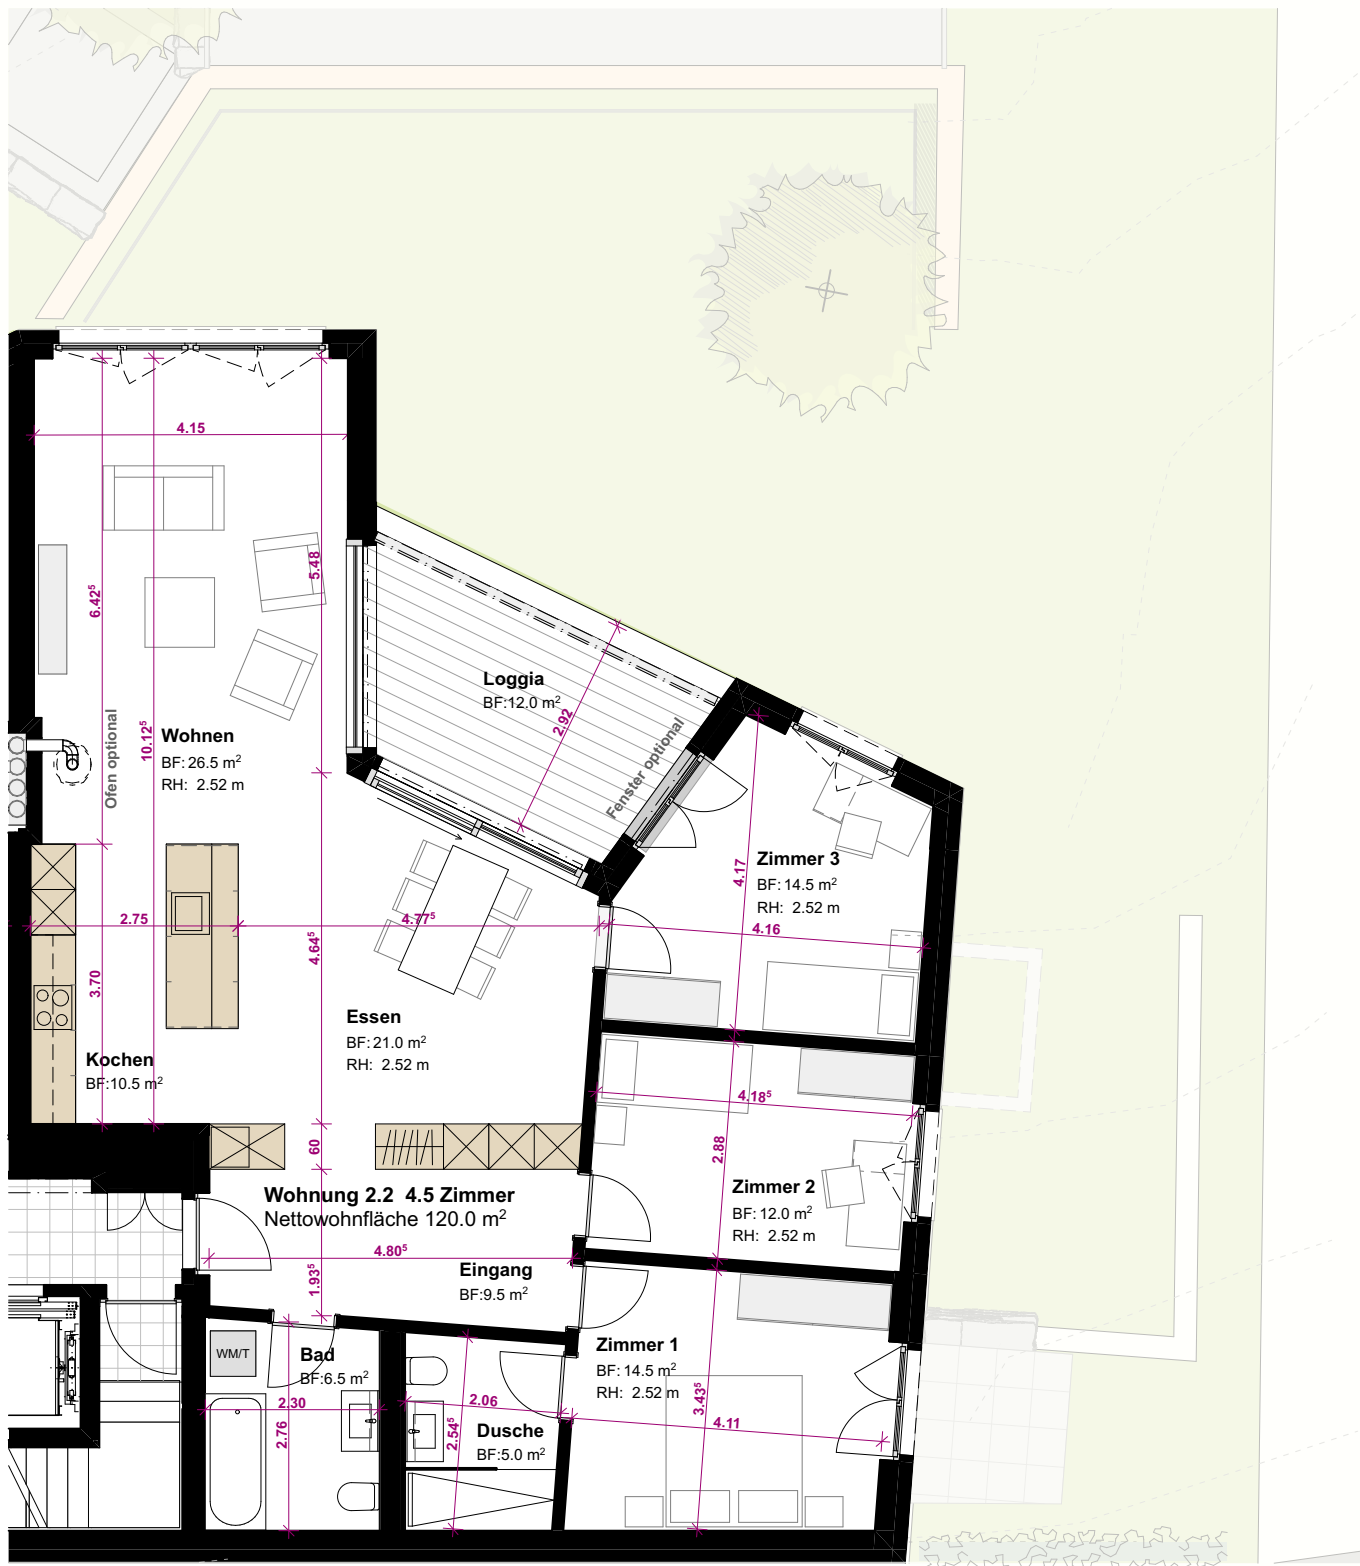 4.15
5.48
6.42⁵
10.12⁵
Ofen optional
Wohnen
BF: 26.5 m²
RH: 2.52 m
Loggia
BF:12.0 m²
2.92
Fenster optional
Zimmer 3
BF: 14.5 m²
RH: 2.52 m
4.17
4.16
2.75
4.77⁵
4.64⁵
3.70
Essen
BF: 21.0 m²
RH: 2.52 m
Kochen
BF:10.5 m²
4.18⁵
2.88
60
Zimmer 2
BF: 12.0 m²
RH: 2.52 m
Wohnung 2.2 4.5 Zimmer
Nettowohnfläche 120.0 m²
4.80⁵
1.93⁵
Eingang
BF:9.5 m²
WM/T
Bad
BF:6.5 m²
2.30
2.76
2.06
2.54⁵
Dusche
BF:5.0 m²
Zimmer 1
BF: 14.5 m²
RH: 2.52 m
3.43⁵
4.11